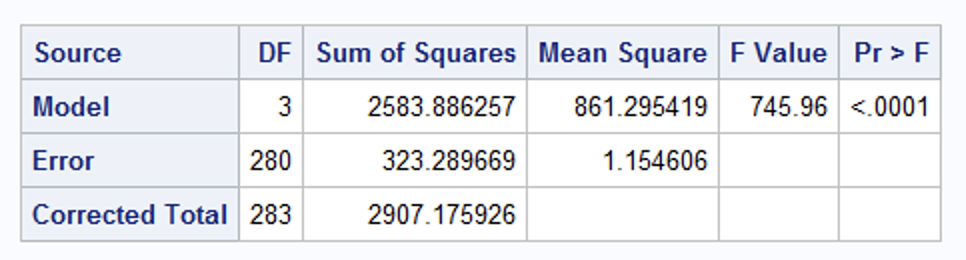 Source DF Sum of Squares Mean Square F Value Pr > F
Model 3 2583.886257 861.295419 745.96 <.0001
Error 280 323.289669 1.154606
Corrected Total 283 2907.175926